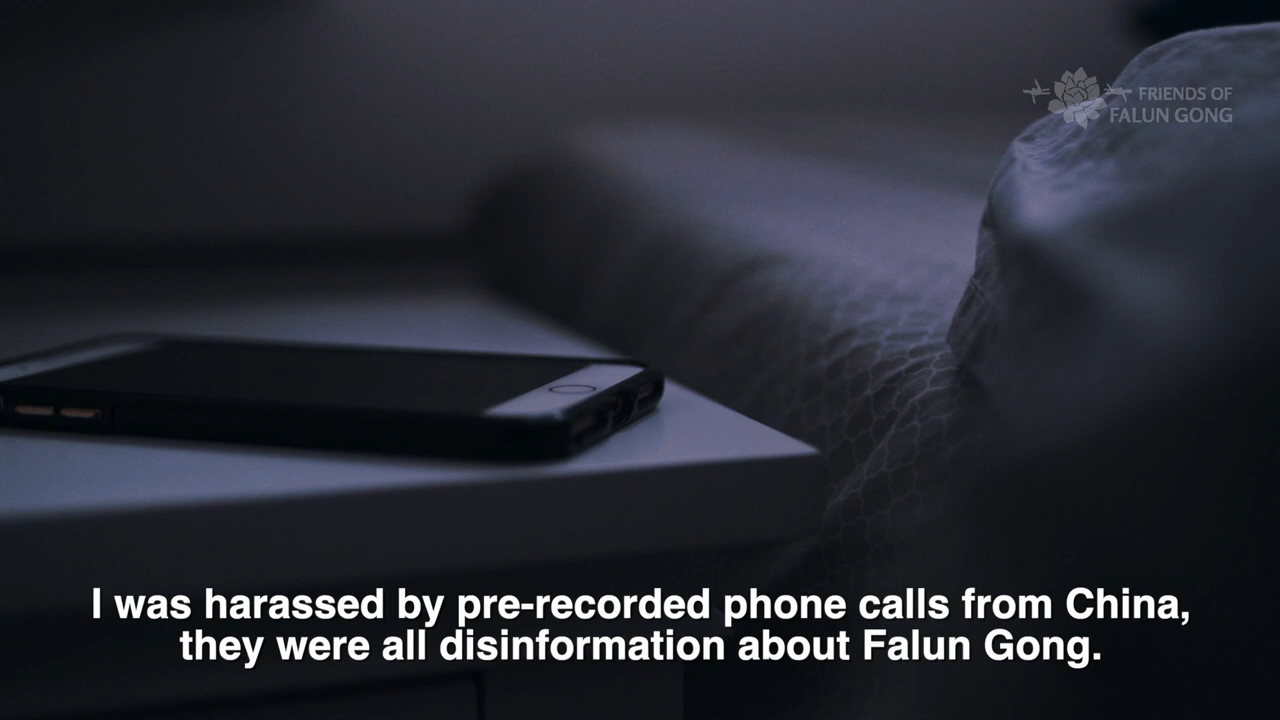 FRIENDS OF
FALUN GONG
I was harassed by pre-recorded phone calls from China,
they were all disinformation about Falun Gong.